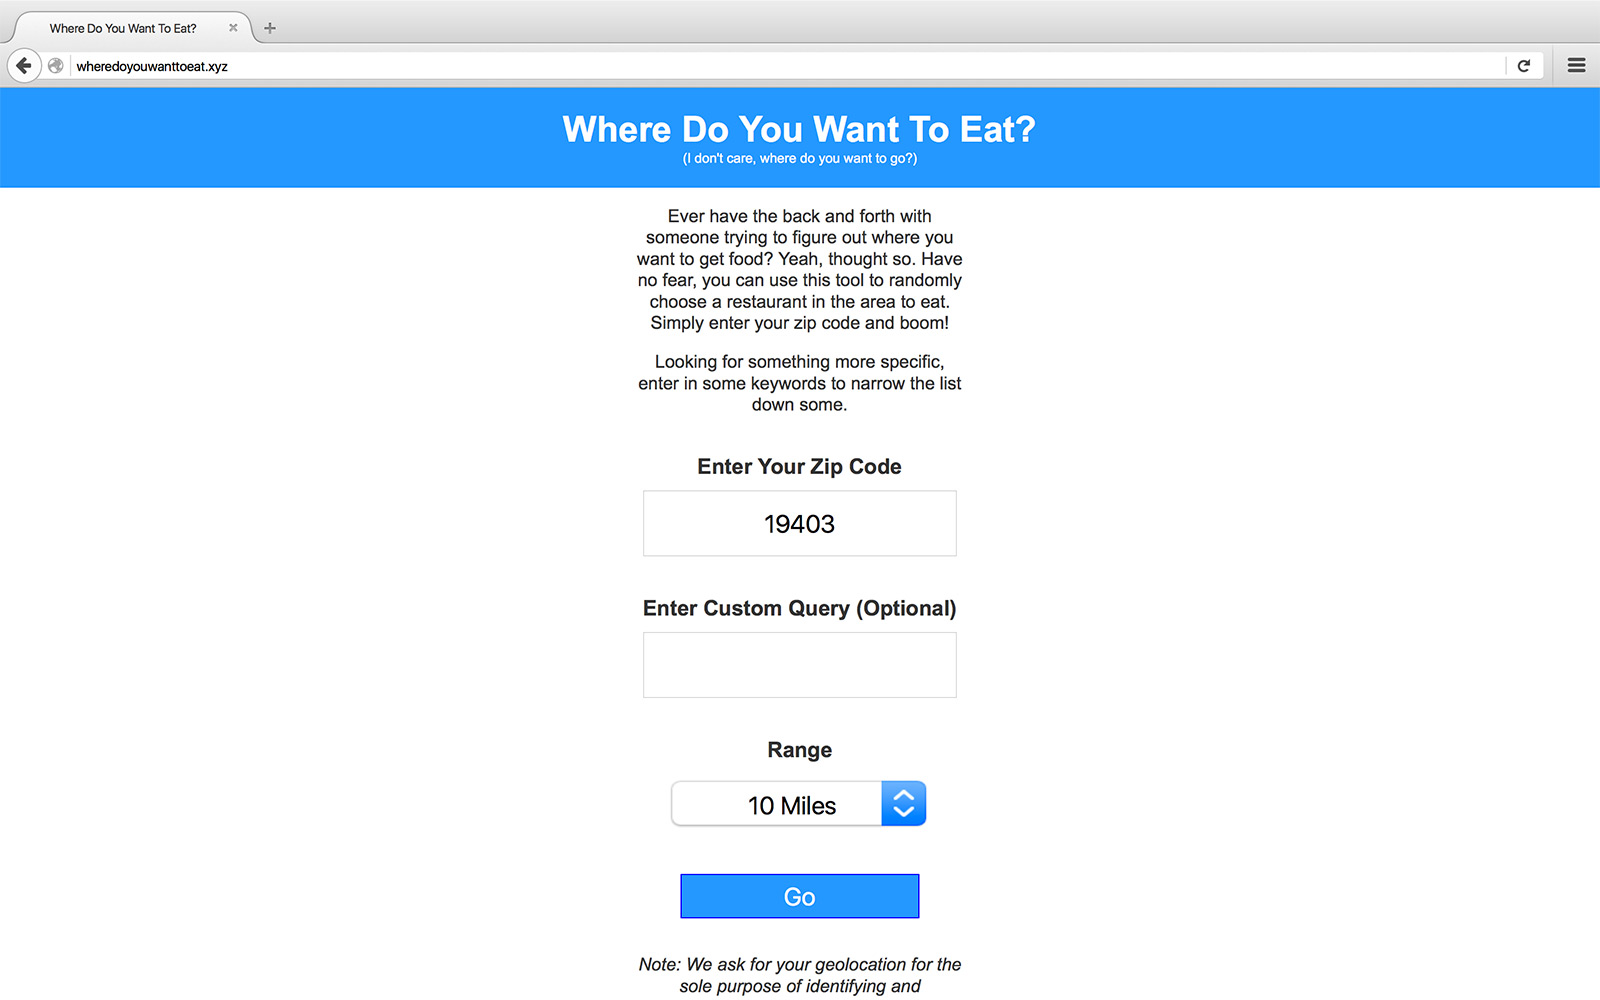 Where Do You Want To Eat?
wheredoyouwanttoeat.xyz
Where Do You Want To Eat?
(I don't care, where do you want to go?)
Ever have the back and forth with
someone trying to figure out where you
want to get food? Yeah, thought so. Have
no fear, you can use this tool to randomly
choose a restaurant in the area to eat.
Simply enter your zip code and boom!
Looking for something more specific,
enter in some keywords to narrow the list
down some.
Enter Your Zip Code
19403
Enter Custom Query (Optional)
Range
10 Miles
Go
Note: We ask for your geolocation for the
sole purpose of identifying and